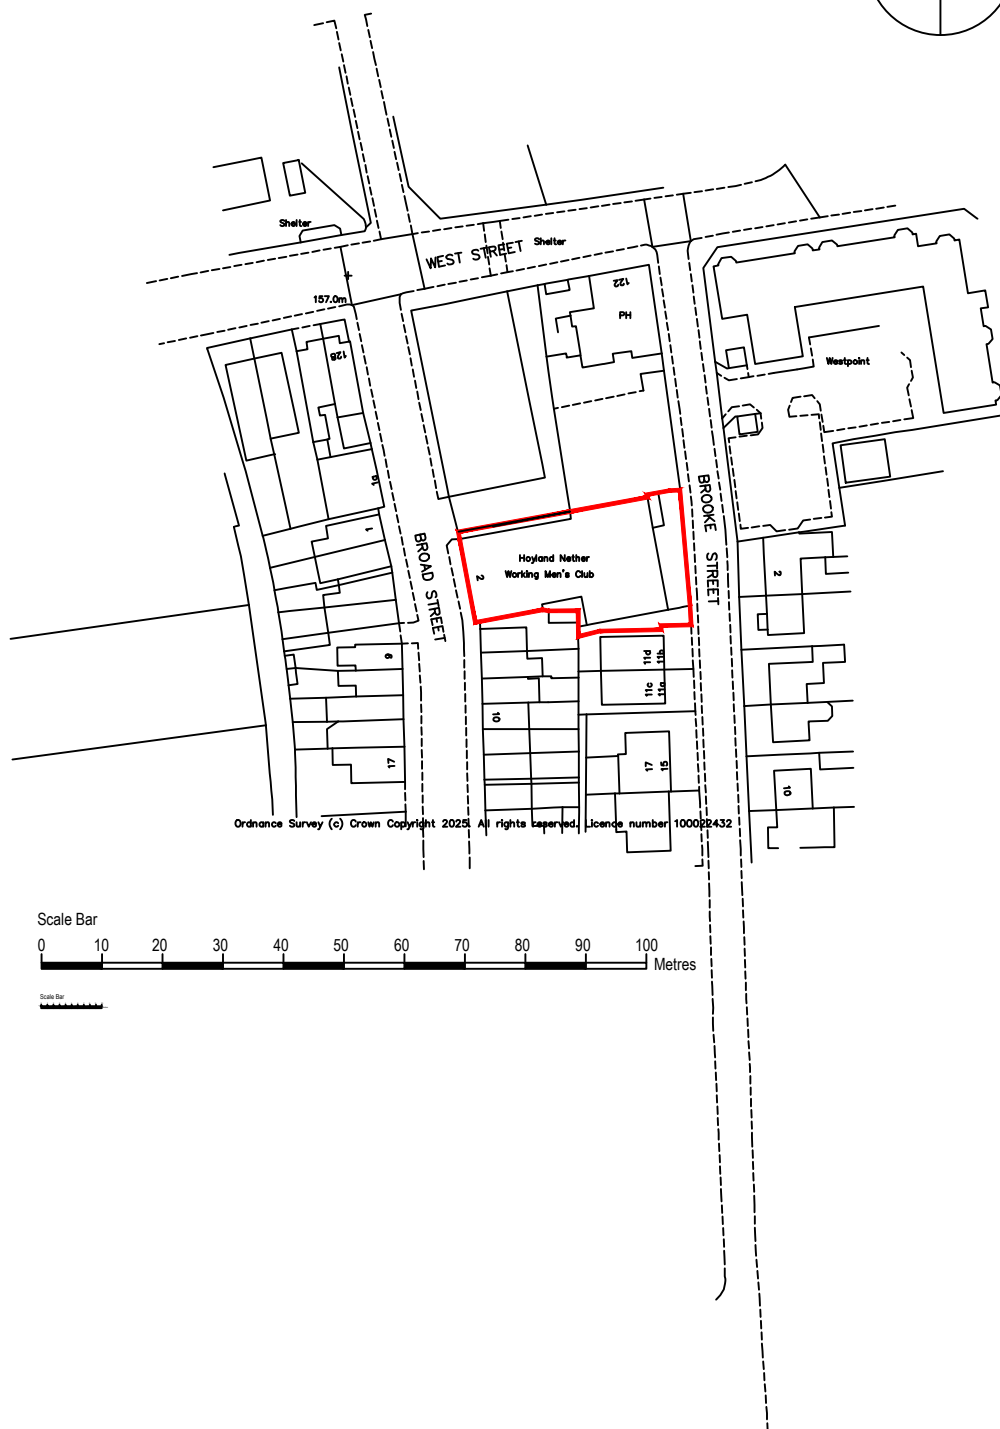 Shelter
WEST STREET
Shelter
157.0m
122
PH
128
Westpoint
1a
1
BROAD STREET
BROOKE STREET
Hoyland Nether
Working Men's Club
2
2
11d
11b
11c
11a
9
10
17
17
15
10
Ordnance Survey (c) Crown Copyright 2025. All rights reserved. Licence number 100022432
Scale Bar
0 10 20 30 40 50 60 70 80 90 100
Metres
Scale Bar